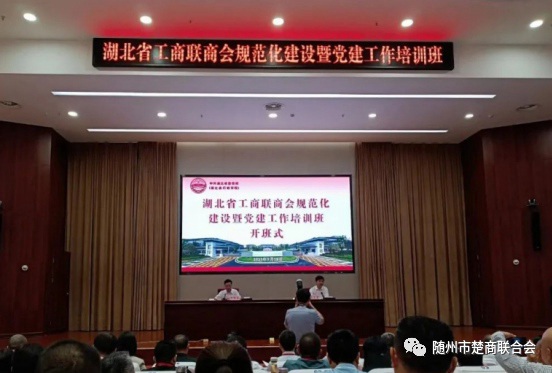 湖北省工商联商会规范化建设暨党建工作培训班
湖北省工商联商会规范化
建设暨党建工作培训班
开班式
随州市楚商联合会